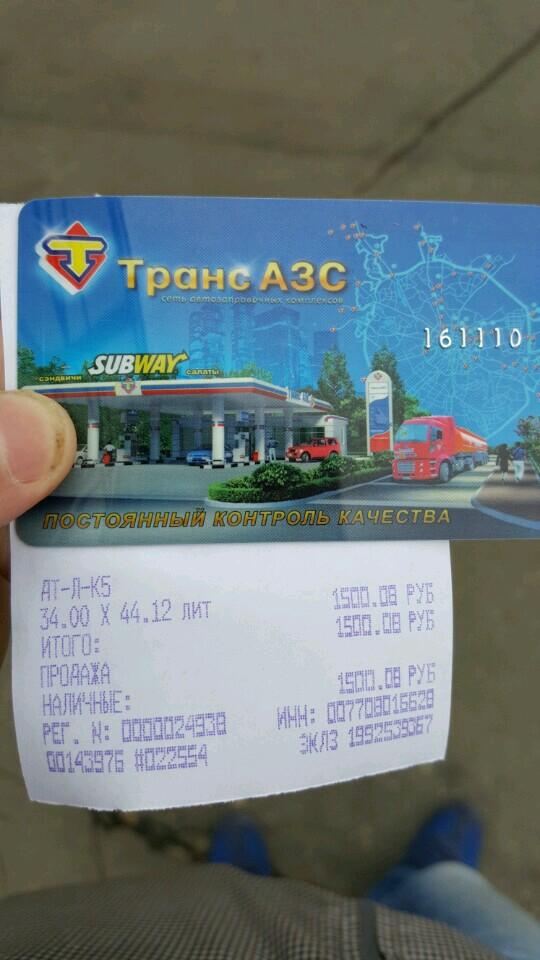 Транс АЗС
сеть автозаправочных комплексов
161110
SUBWAY
сэндвичи
салаты
ПОСТОЯННЫЙ КОНТРОЛЬ КАЧЕСТВА
АТ-Л-К5
34.00 X 44.12 ЛИТ 1500.08 РУБ
ИТОГО: 1500.08 РУБ
ПРОДАЖА
НАЛИЧНЫЕ: 1500.08 РУБ
РЕГ. N: 0000024938 ИНН: 007708016628
00143976 #022554 ЭКЛЗ 1992539367